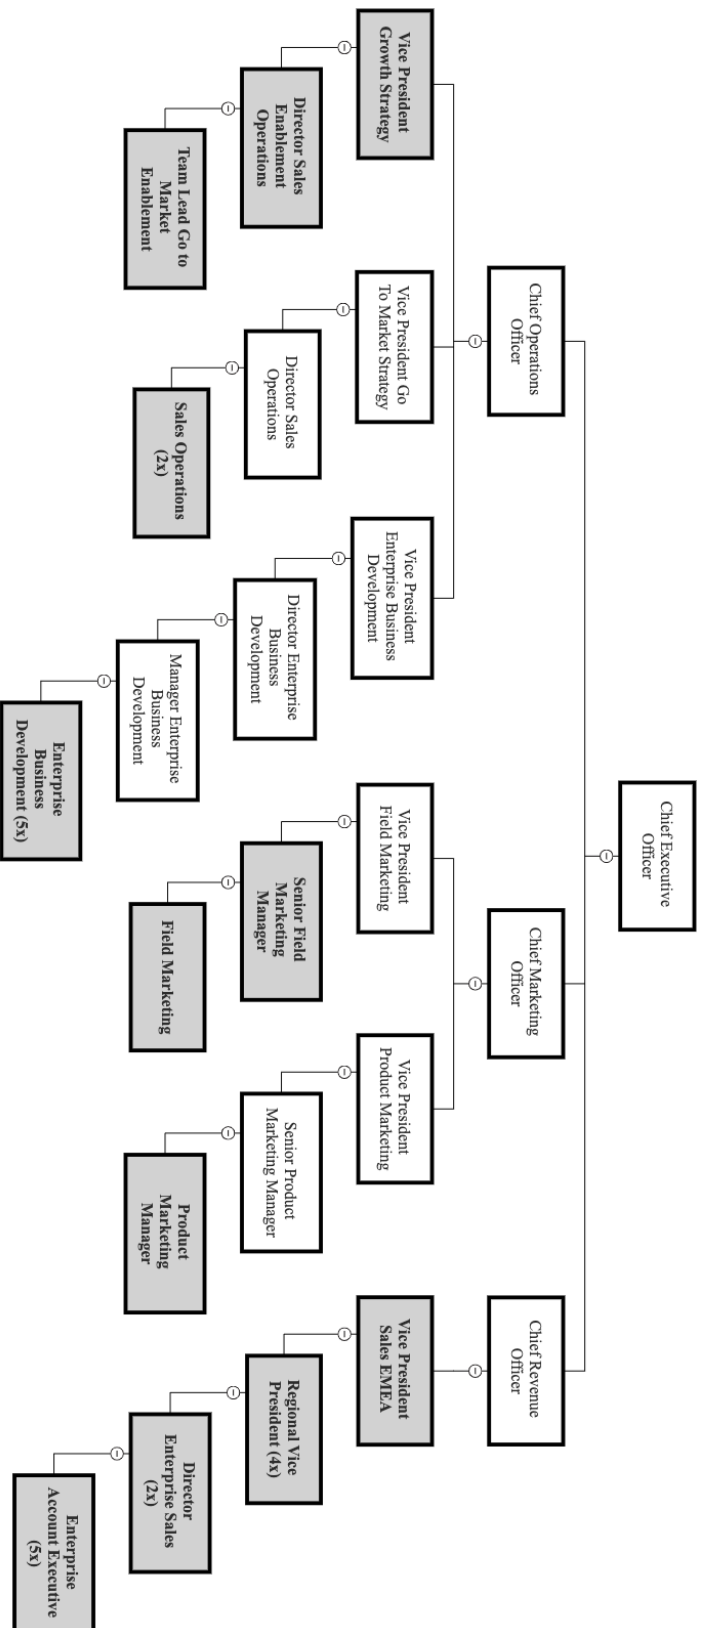 Chief Executive
Officer
Chief Operations
Officer
Chief Marketing
Officer
Chief Revenue
Officer
Vice President
Growth Strategy
Vice President Go
To Market Strategy
Vice President
Enterprise Business
Development
Vice President
Field Marketing
Vice President
Product Marketing
Vice President
Sales EMEA
Director Sales
Enablement
Operations
Director Sales
Operations
Director Enterprise
Business
Development
Senior Field
Marketing
Manager
Senior Product
Marketing Manager
Regional Vice
President (4x)
Team Lead Go to
Market
Enablement
Sales Operations
(2x)
Manager Enterprise
Business
Development
Field Marketing
Product
Marketing
Manager
Director
Enterprise Sales
(2x)
Enterprise
Business
Development (5x)
Enterprise
Account Executive
(5x)